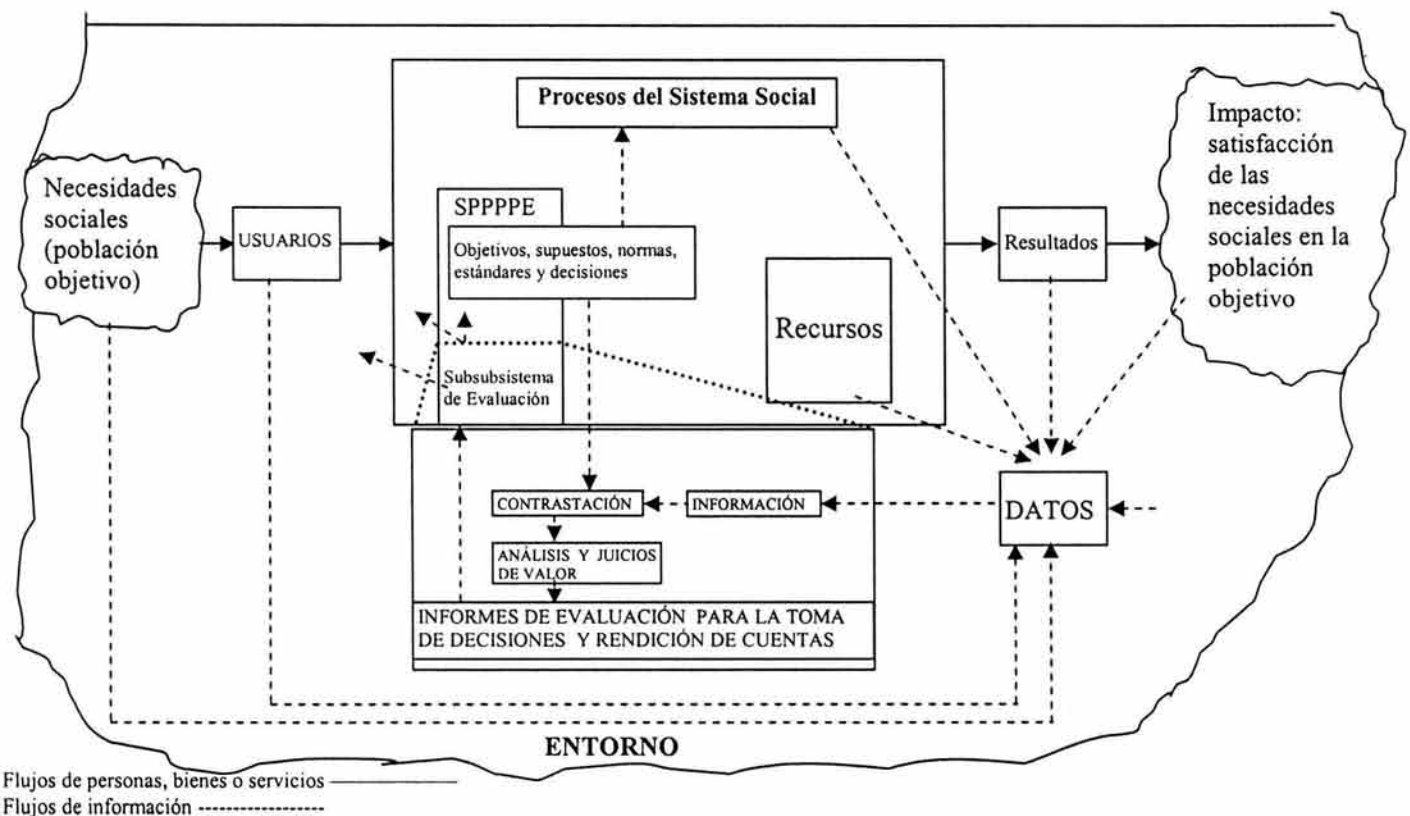 Procesos del Sistema Social
Necesidades
sociales
(población
objetivo)
USUARIOS
SPPPPE
Objetivos, supuestos, normas,
estándares y decisiones
Recursos
Subsubsistema
de Evaluación
Resultados
Impacto:
satisfacción
de las
necesidades
sociales en la
población
objetivo
CONTRASTACIÓN
INFORMACIÓN
DATOS
ANÁLISIS Y JUICIOS
DE VALOR
INFORMES DE EVALUACIÓN PARA LA TOMA
DE DECISIONES Y RENDICIÓN DE CUENTAS
ENTORNO
Flujos de personas, bienes o servicios
Flujos de información